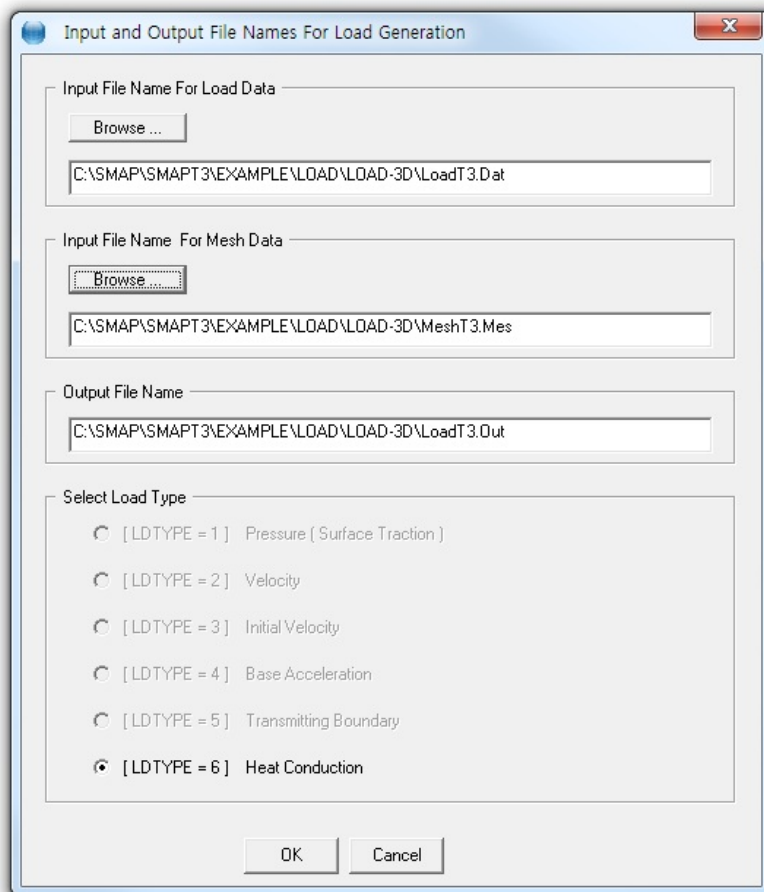 Input and Output File Names For Load Generation
X
Input File Name For Load Data
Browse ...
C:\SMAP\SMAPT3\EXAMPLE\LOAD\LOAD-3D\LoadT3.Dat
Input File Name For Mesh Data
Browse ...
C:\SMAP\SMAPT3\EXAMPLE\LOAD\LOAD-3D\MeshT3.Mes
Output File Name
C:\SMAP\SMAPT3\EXAMPLE\LOAD\LOAD-3D\LoadT3.Out
Select Load Type
[ LDTYPE = 1 ] Pressure ( Surface Traction )
[ LDTYPE = 2 ] Velocity
[ LDTYPE = 3 ] Initial Velocity
[ LDTYPE = 4 ] Base Acceleration
[ LDTYPE = 5 ] Transmitting Boundary
[ LDTYPE = 6 ] Heat Conduction
OK Cancel